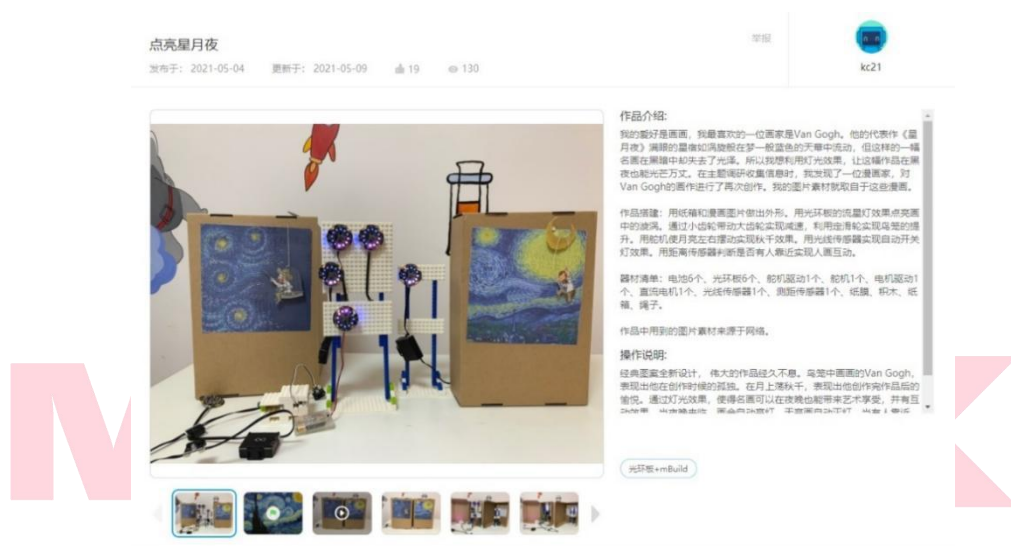 点亮星月夜
发布于： 2021-05-04 更新于： 2021-05-09 19 130
举报
kc21
作品介绍:
我的爱好是画画，我最喜欢的一位画家是Van Gogh。他的代表作《星
月夜》满眼的星宿如涡旋般在梦一般蓝色的天幕中流动，但这样的一幅
名画在黑暗中却失去了光泽。所以我想利用灯光效果，让这幅作品在黑
夜也能光芒万丈。在主题调研收集信息时，我发现了一位漫画家，对
Van Gogh的画作进行了再次创作。我的图片素材就取自于这些漫画。
作品搭建：用纸箱和漫画图片做出外形。用光环板的流星灯效果点亮画
中的漩涡。通过小齿轮带动大齿轮实现减速，利用定滑轮实现鸟笼的提
升。用舵机使月亮左右摆动实现秋千效果。用光线传感器实现自动开关
灯效果。用距离传感器判断是否有人靠近实现人画互动。
器材清单：电池6个、光环板6个、舵机驱动1个、舵机1个、电机驱动1
个、直流电机1个、光线传感器1个、测距传感器1个、纸膜、积木、纸
箱、绳子。
作品中用到的图片素材来源于网络。
操作说明:
经典图案全新设计， 伟大的作品经久不息。鸟笼中画画的Van Gogh，
表现出他在创作时候的孤独。在月上荡秋千，表现出他创作完作品后的
愉悦。通过灯光效果，使得名画可以在夜晚也能带来艺术享受，并有互
光环板+mBuild